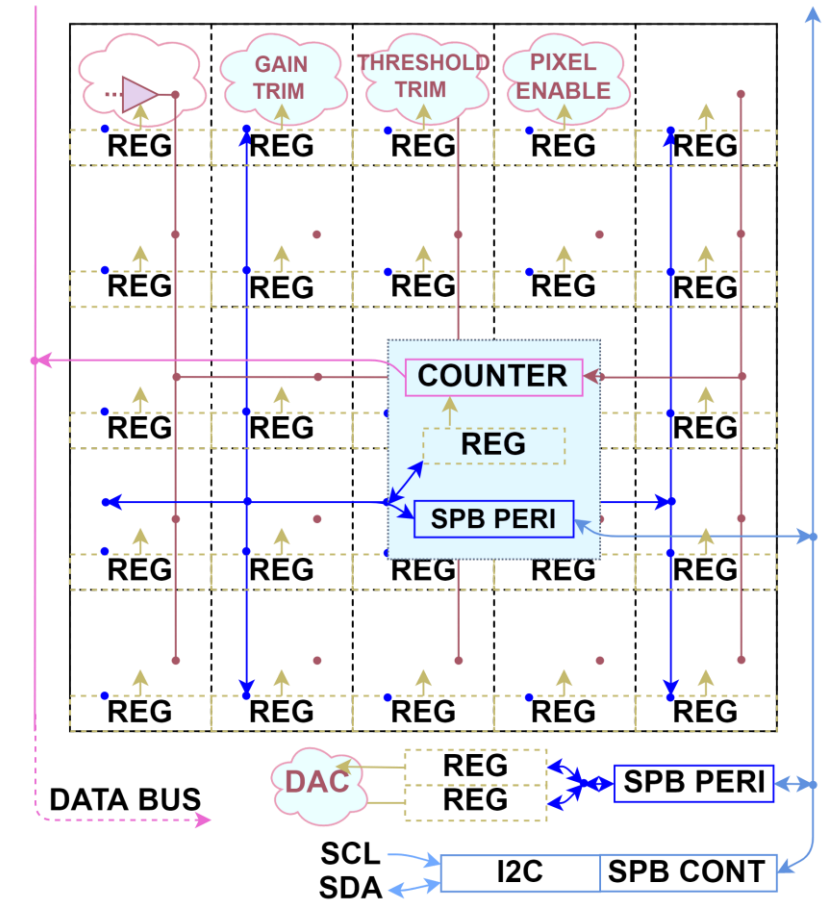 GAIN
TRIM
THRESHOLD
TRIM
PIXEL
ENABLE
REG REG REG REG REG
REG REG REG REG REG
COUNTER
REG REG REG
REG
SPB PERI
REG REG REG REG REG
REG REG REG REG REG
DAC
REG
REG
SPB PERI
DATA BUS
SCL
SDA
I2C
SPB CONT